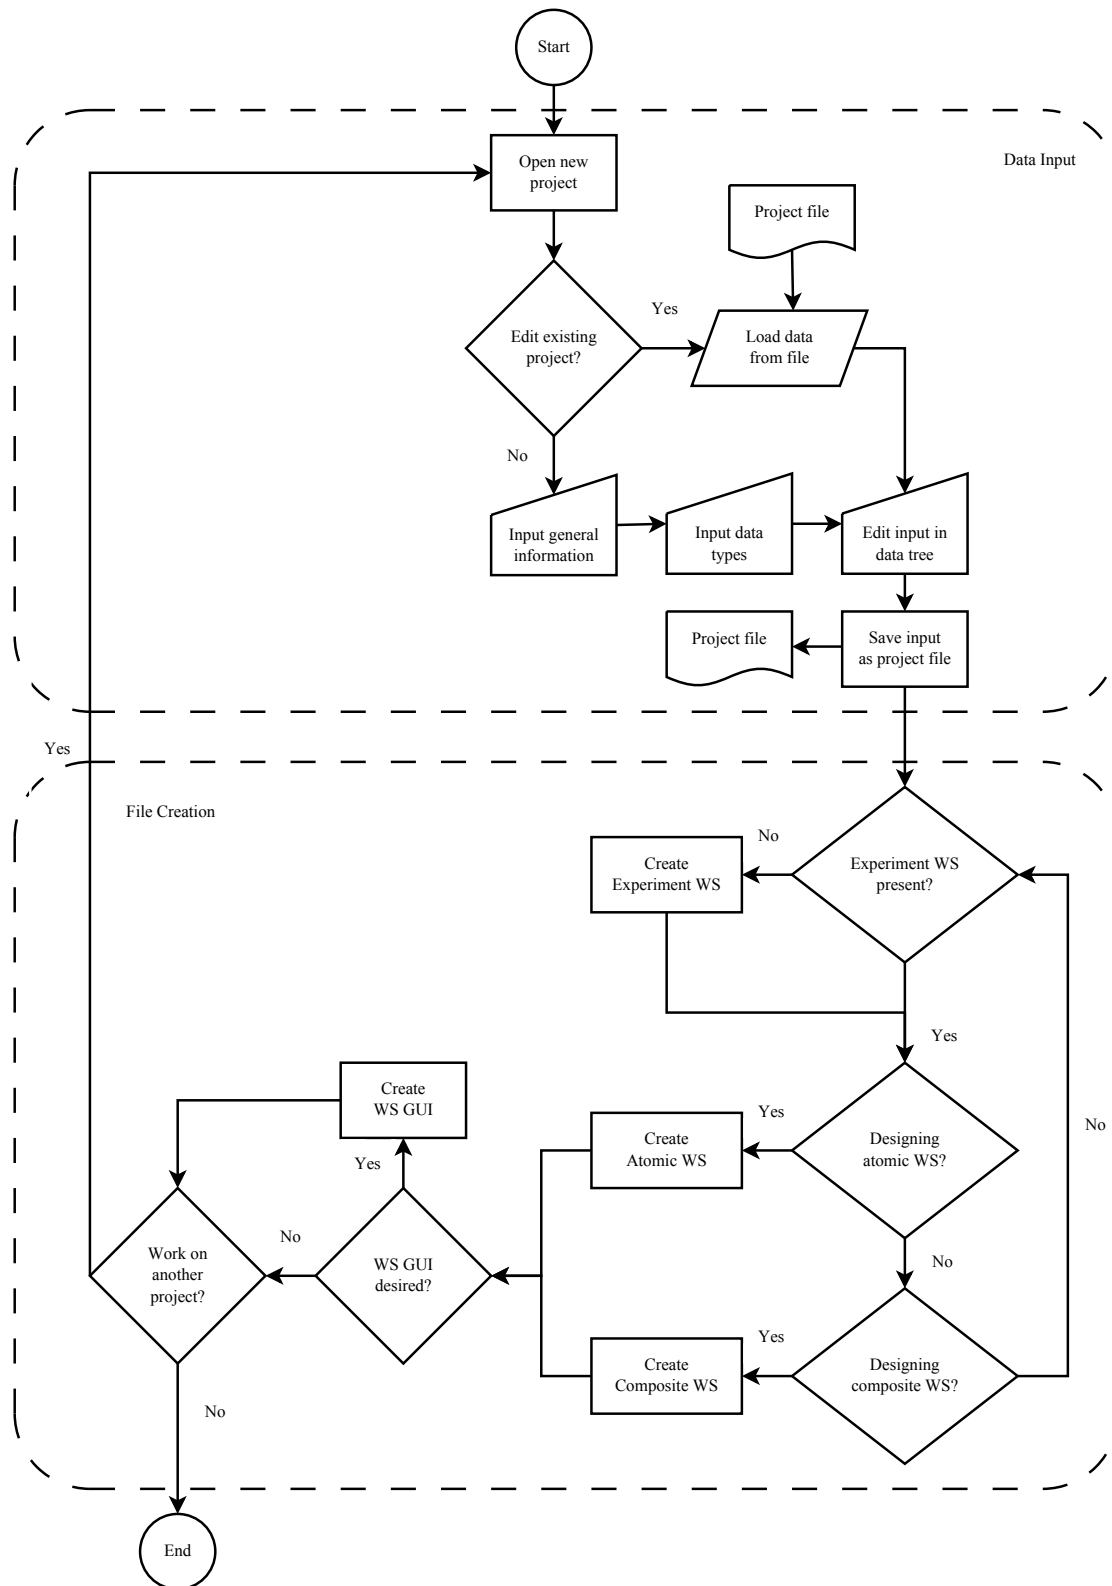 Start
Data Input
Open new
project
Project file
Yes
Edit existing
project?
Load data
from file
No
Input general
information
Input data
types
Edit input in
data tree
Project file
Save input
as project file
Yes
File Creation
No
Create
Experiment WS
Experiment WS
present?
Yes
Create
WS GUI
Yes
No
Yes
Create
Atomic WS
Designing
atomic WS?
No
Work on
another
project?
WS GUI
desired?
No
Yes
Create
Composite WS
Designing
composite WS?
No
End